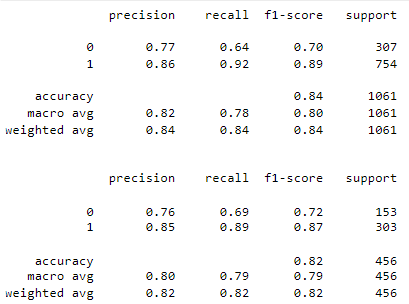 precision recall f1-score support
0 0.77 0.64 0.70 307
1 0.86 0.92 0.89 754
accuracy 0.84 1061
macro avg 0.82 0.78 0.80 1061
weighted avg 0.84 0.84 0.84 1061
precision recall f1-score support
0 0.76 0.69 0.72 153
1 0.85 0.89 0.87 303
accuracy 0.82 456
macro avg 0.80 0.79 0.79 456
weighted avg 0.82 0.82 0.82 456